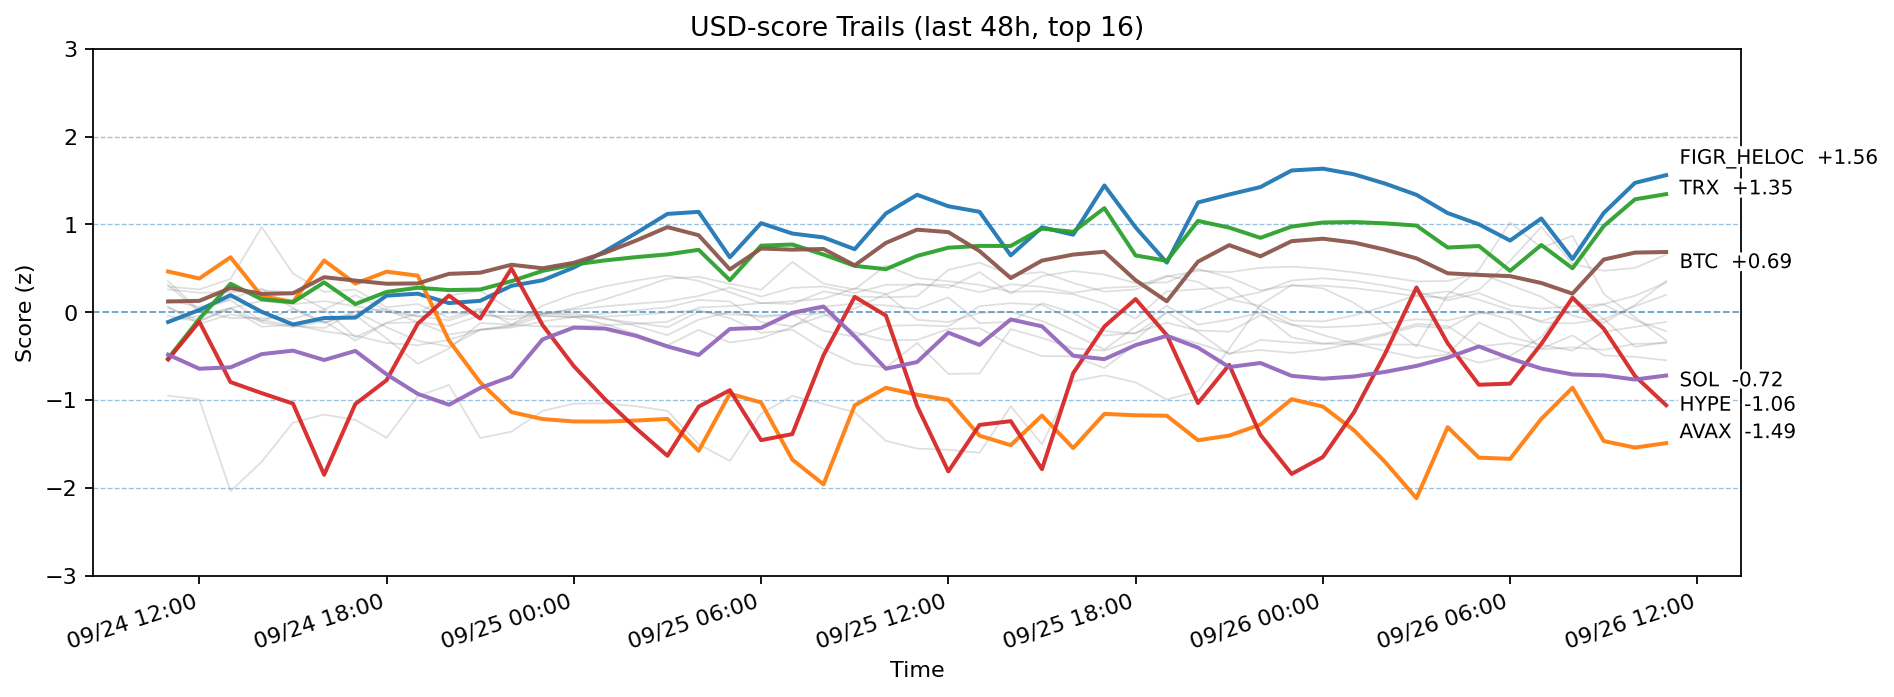 USD-score Trails (last 48h, top 16)
Score (z)
3
2
1
0
−1
−2
−3
FIGR_HELOC +1.56
TRX +1.35
BTC +0.69
SOL -0.72
HYPE -1.06
AVAX -1.49
09/24 12:00
09/24 18:00
09/25 00:00
09/25 06:00
09/25 12:00
09/25 18:00
09/26 00:00
09/26 06:00
09/26 12:00
Time